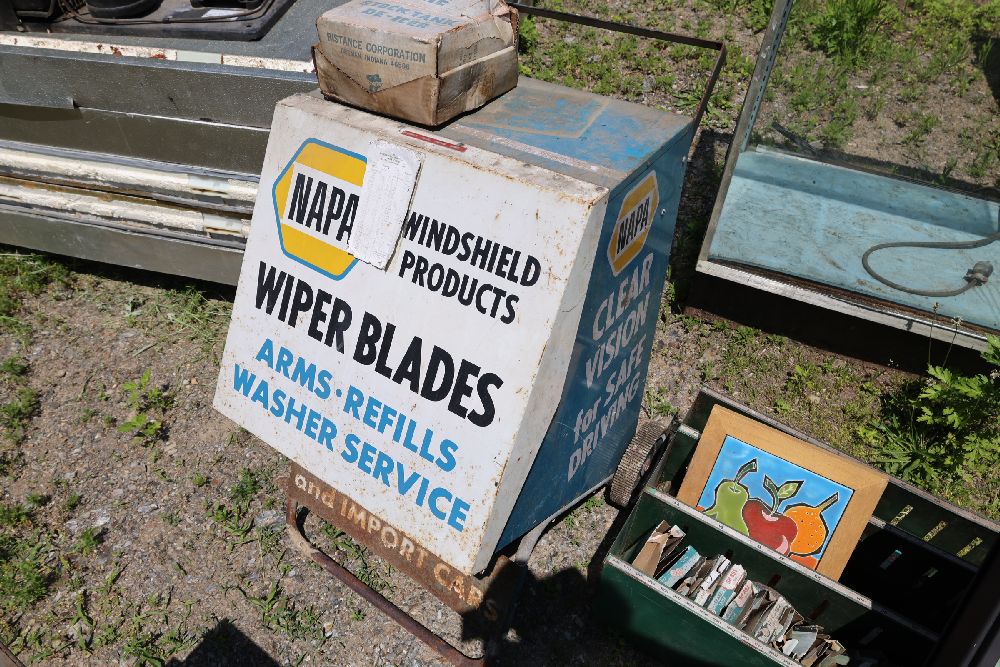 RISTANCE CORPORATION
NAPA
WINDSHIELD
PRODUCTS
WIPER BLADES
ARMS · REFILLS
WASHER SERVICE
and IMPORT CARS
NAPA
CLEAR
VISION
for SAFE
DRIVING